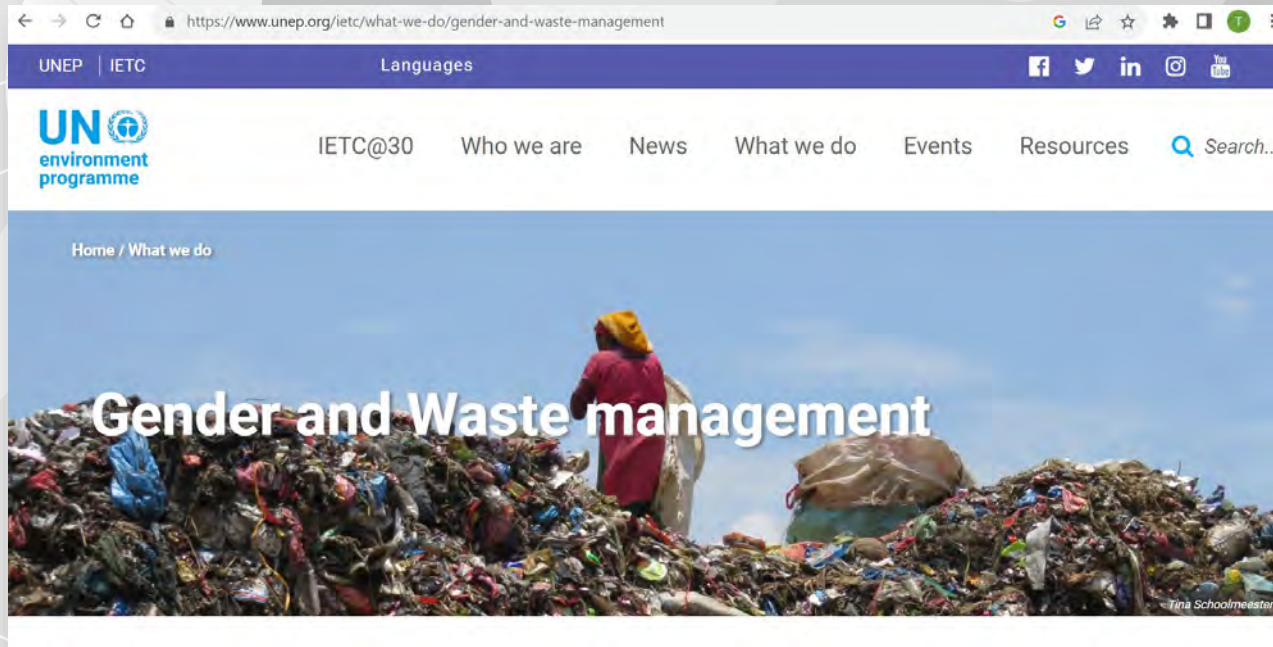 https://www.unep.org/ietc/what-we-do/gender-and-waste-management
UNEP | IETC Languages
You Tube
UN
environment
programme
IETC@30 Who we are News What we do Events Resources Search..
Home / What we do
Gender and Waste management
Tina Schoolmeester